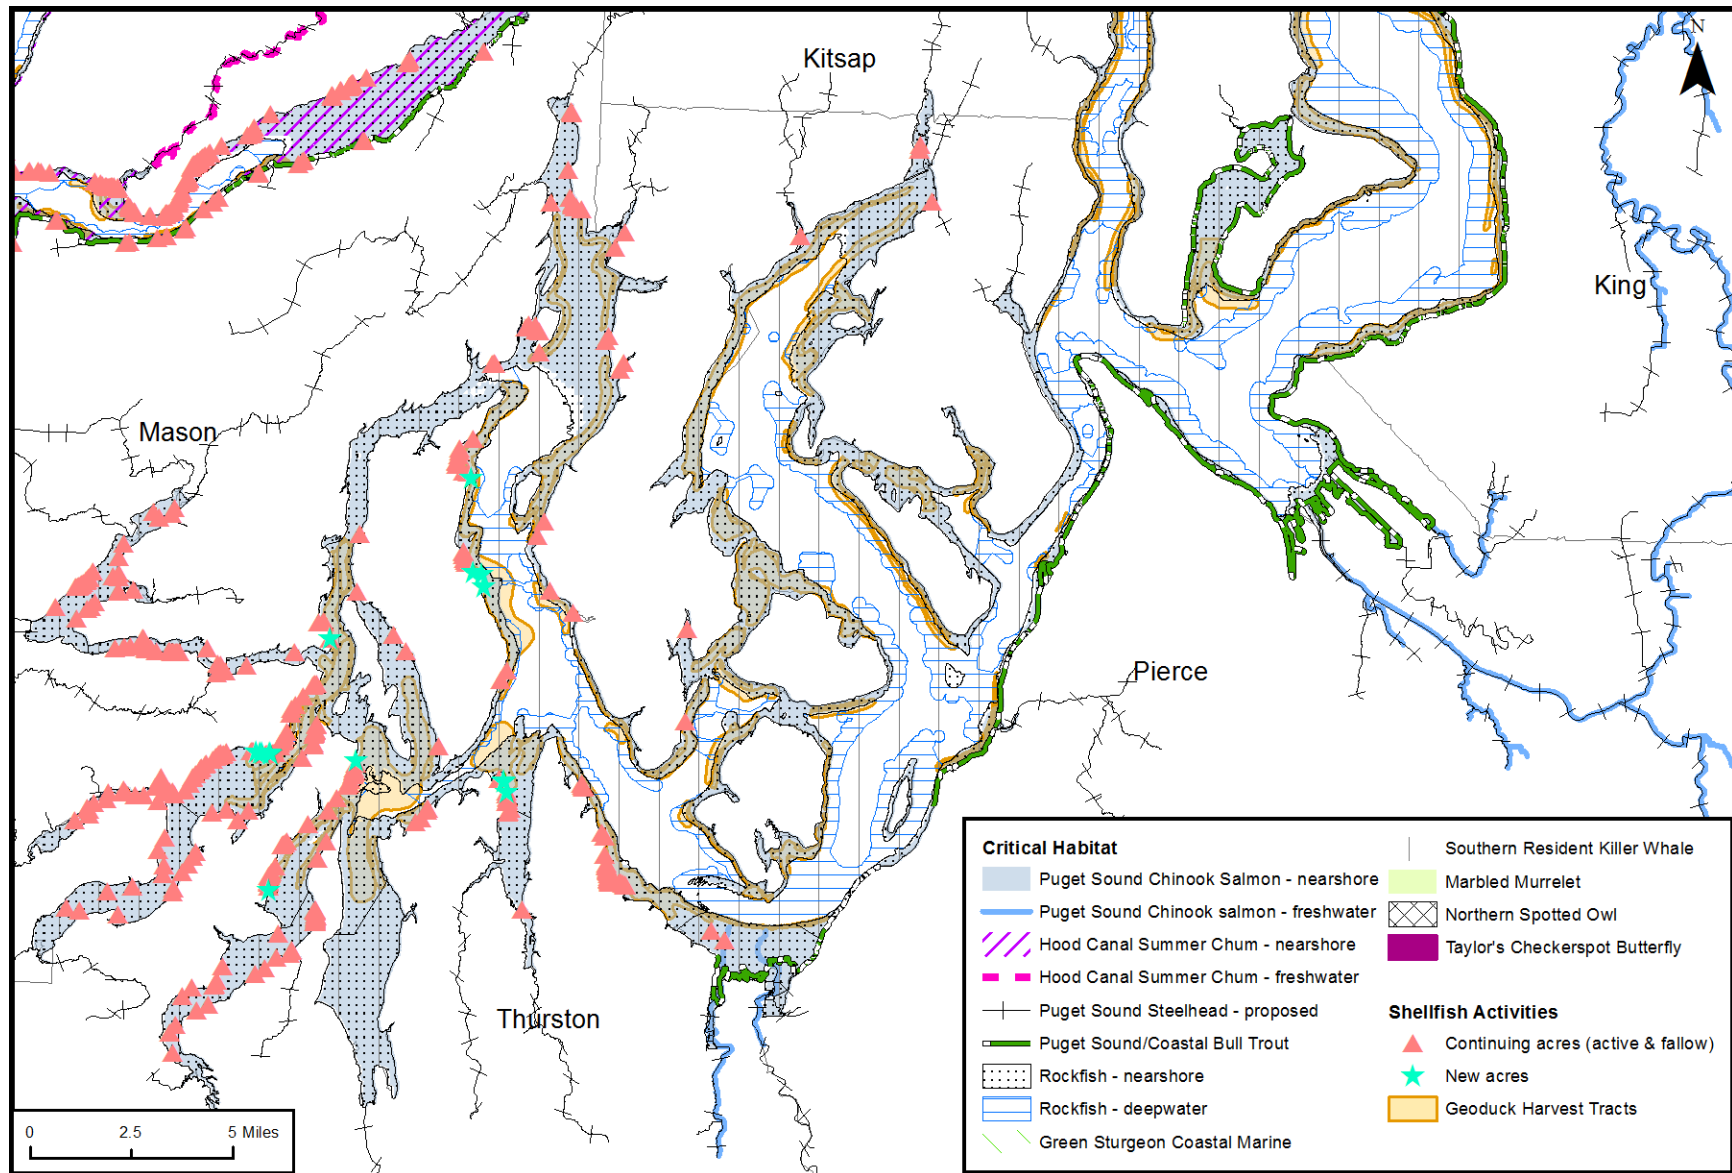 N
Kitsap
King
Mason
Pierce
Thurston
Critical Habitat
Puget Sound Chinook Salmon - nearshore
Puget Sound Chinook salmon - freshwater
Hood Canal Summer Chum - nearshore
Hood Canal Summer Chum - freshwater
Puget Sound Steelhead - proposed
Puget Sound/Coastal Bull Trout
Rockfish - nearshore
Rockfish - deepwater
Green Sturgeon Coastal Marine
Southern Resident Killer Whale
Marbled Murrelet
Northern Spotted Owl
Taylor's Checkerspot Butterfly
Shellfish Activities
Continuing acres (active & fallow)
New acres
Geoduck Harvest Tracts
0 2.5 5 Miles